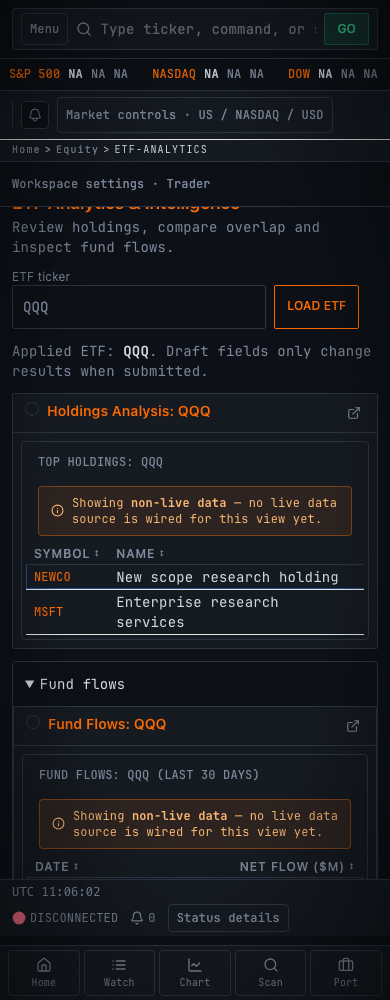 Menu Type ticker, command, or GO
S&P 500 NA NA NA NASDAQ NA NA NA DOW NA NA NA
Market controls · US / NASDAQ / USD
Home > Equity > ETF-ANALYTICS
Workspace settings · Trader
ETF Analytics & Intelligence
Review holdings, compare overlap and
inspect fund flows.
ETF ticker
QQQ LOAD ETF
Applied ETF: QQQ. Draft fields only change
results when submitted.
Holdings Analysis: QQQ
TOP HOLDINGS: QQQ
Showing non-live data — no live data
source is wired for this view yet.
SYMBOL NAME
NEWCO New scope research holding
MSFT Enterprise research
services
Fund flows
Fund Flows: QQQ
FUND FLOWS: QQQ (LAST 30 DAYS)
Showing non-live data — no live data
source is wired for this view yet.
DATE NET FLOW ($M)
UTC 11:06:02
DISCONNECTED 0 Status details
Home Watch Chart Scan Port